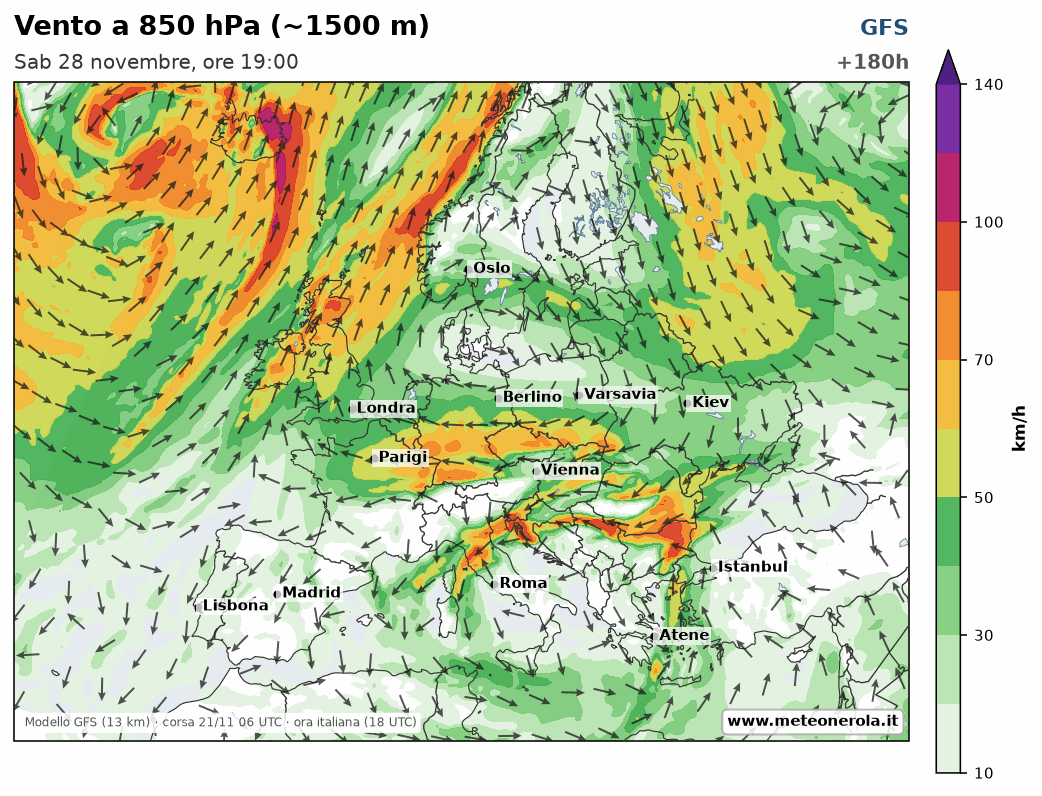 Vento a 850 hPa (~1500 m)
GFS
Sab 28 novembre, ore 19:00
+180h
140
100
70
50
30
10
km/h
Oslo
Berlino
Varsavia
Kiev
Londra
Parigi
Vienna
Istanbul
Roma
Madrid
Lisbona
Atene
Modello GFS (13 km) · corsa 21/11 06 UTC · ora italiana (18 UTC)
www.meteonerola.it